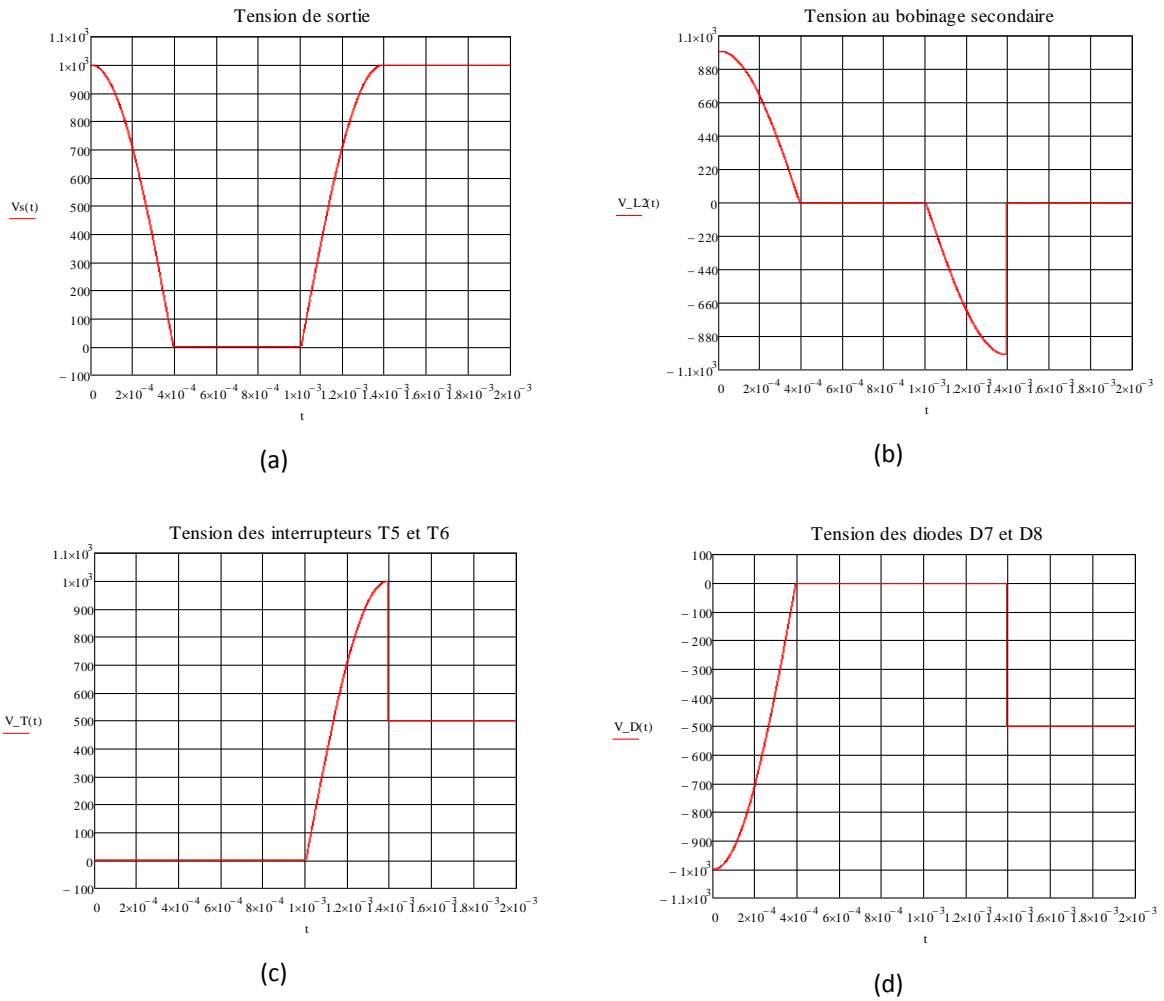 Tension de sortie
1.1×10³
1×10³
900
800
700
600
500
400
300
200
100
0
− 100
Vs(t)
0 2×10⁻⁴ 4×10⁻⁴ 6×10⁻⁴ 8×10⁻⁴ 1×10⁻³ 1.2×10⁻³ 1.4×10⁻³ 1.6×10⁻³ 1.8×10⁻³ 2×10⁻³
t
(a)
Tension au bobinage secondaire
1.1×10³
880
660
440
220
0
− 220
− 440
− 660
− 880
− 1.1×10³
V_L2(t)
0 2×10⁻⁴ 4×10⁻⁴ 6×10⁻⁴ 8×10⁻⁴ 1×10⁻³ 1.2×10⁻³ 1.4×10⁻³ 1.6×10⁻³ 1.8×10⁻³ 2×10⁻³
t
(b)
Tension des interrupteurs T5 et T6
1.1×10³
1×10³
900
800
700
600
500
400
300
200
100
0
− 100
V_T(t)
0 2×10⁻⁴ 4×10⁻⁴ 6×10⁻⁴ 8×10⁻⁴ 1×10⁻³ 1.2×10⁻³ 1.4×10⁻³ 1.6×10⁻³ 1.8×10⁻³ 2×10⁻³
t
(c)
Tension des diodes D7 et D8
100
0
− 100
− 200
− 300
− 400
− 500
− 600
− 700
− 800
− 900
− 1×10³
− 1.1×10³
V_D(t)
0 2×10⁻⁴ 4×10⁻⁴ 6×10⁻⁴ 8×10⁻⁴ 1×10⁻³ 1.2×10⁻³ 1.4×10⁻³ 1.6×10⁻³ 1.8×10⁻³ 2×10⁻³
t
(d)